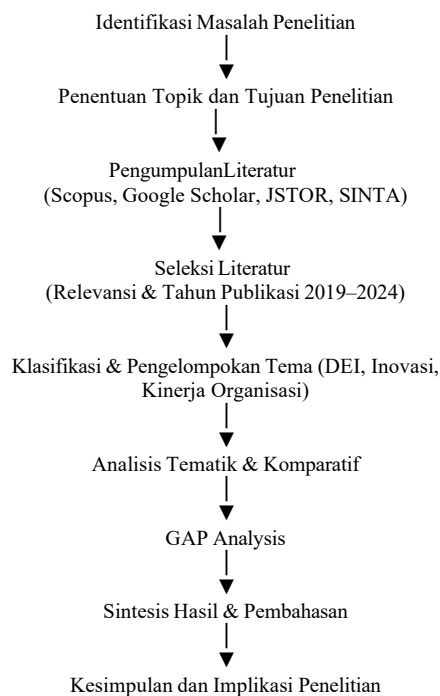 Identifikasi Masalah Penelitian
Penentuan Topik dan Tujuan Penelitian
PengumpulanLiteratur
(Scopus, Google Scholar, JSTOR, SINTA)
Seleksi Literatur
(Relevansi & Tahun Publikasi 2019–2024)
Klasifikasi & Pengelompokan Tema (DEI, Inovasi,
Kinerja Organisasi)
Analisis Tematik & Komparatif
GAP Analysis
Sintesis Hasil & Pembahasan
Kesimpulan dan Implikasi Penelitian